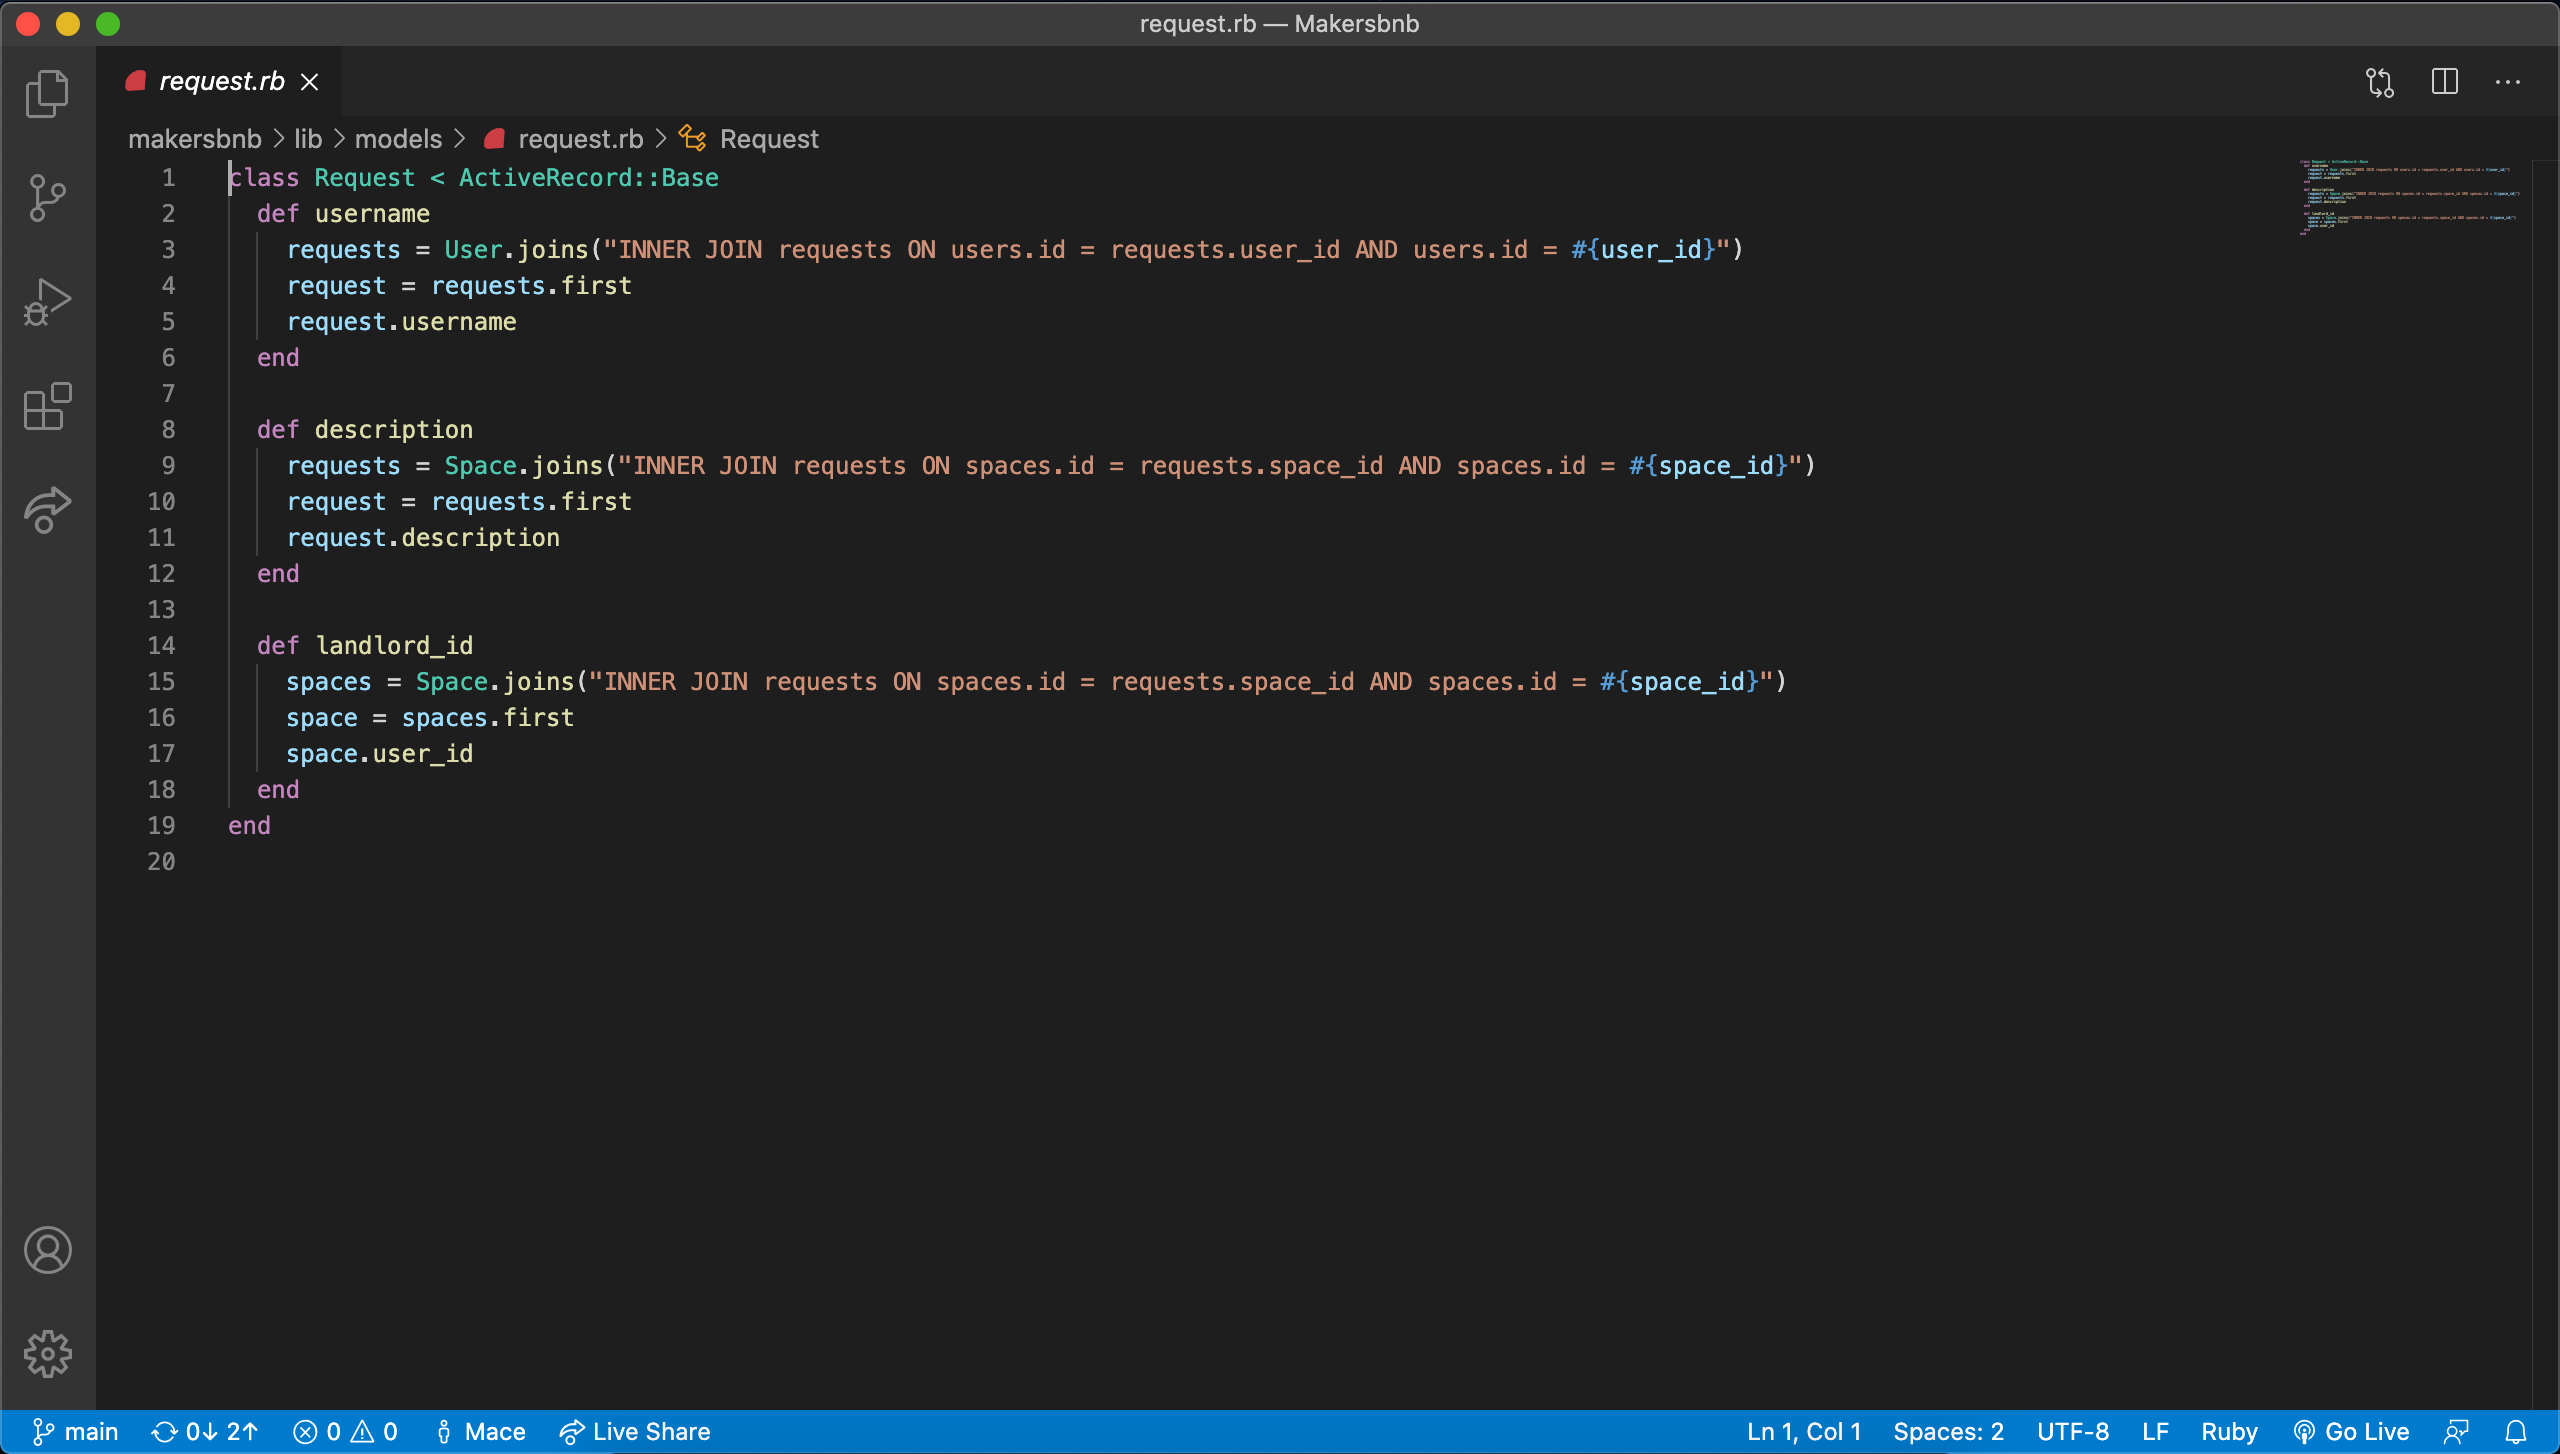 request.rb — Makersbnb
request.rb
makersbnb > lib > models > request.rb > Request
1 class Request < ActiveRecord::Base
2   def username
3     requests = User.joins("INNER JOIN requests ON users.id = requests.user_id AND users.id = #{user_id}")
4     request = requests.first
5     request.username
6   end
7
8   def description
9     requests = Space.joins("INNER JOIN requests ON spaces.id = requests.space_id AND spaces.id = #{space_id}")
10     request = requests.first
11     request.description
12   end
13
14   def landlord_id
15     spaces = Space.joins("INNER JOIN requests ON spaces.id = requests.space_id AND spaces.id = #{space_id}")
16     space = spaces.first
17     space.user_id
18   end
19 end
20
main 0↓ 2↑ 0 0 Mace Live Share Ln 1, Col 1 Spaces: 2 UTF-8 LF Ruby Go Live